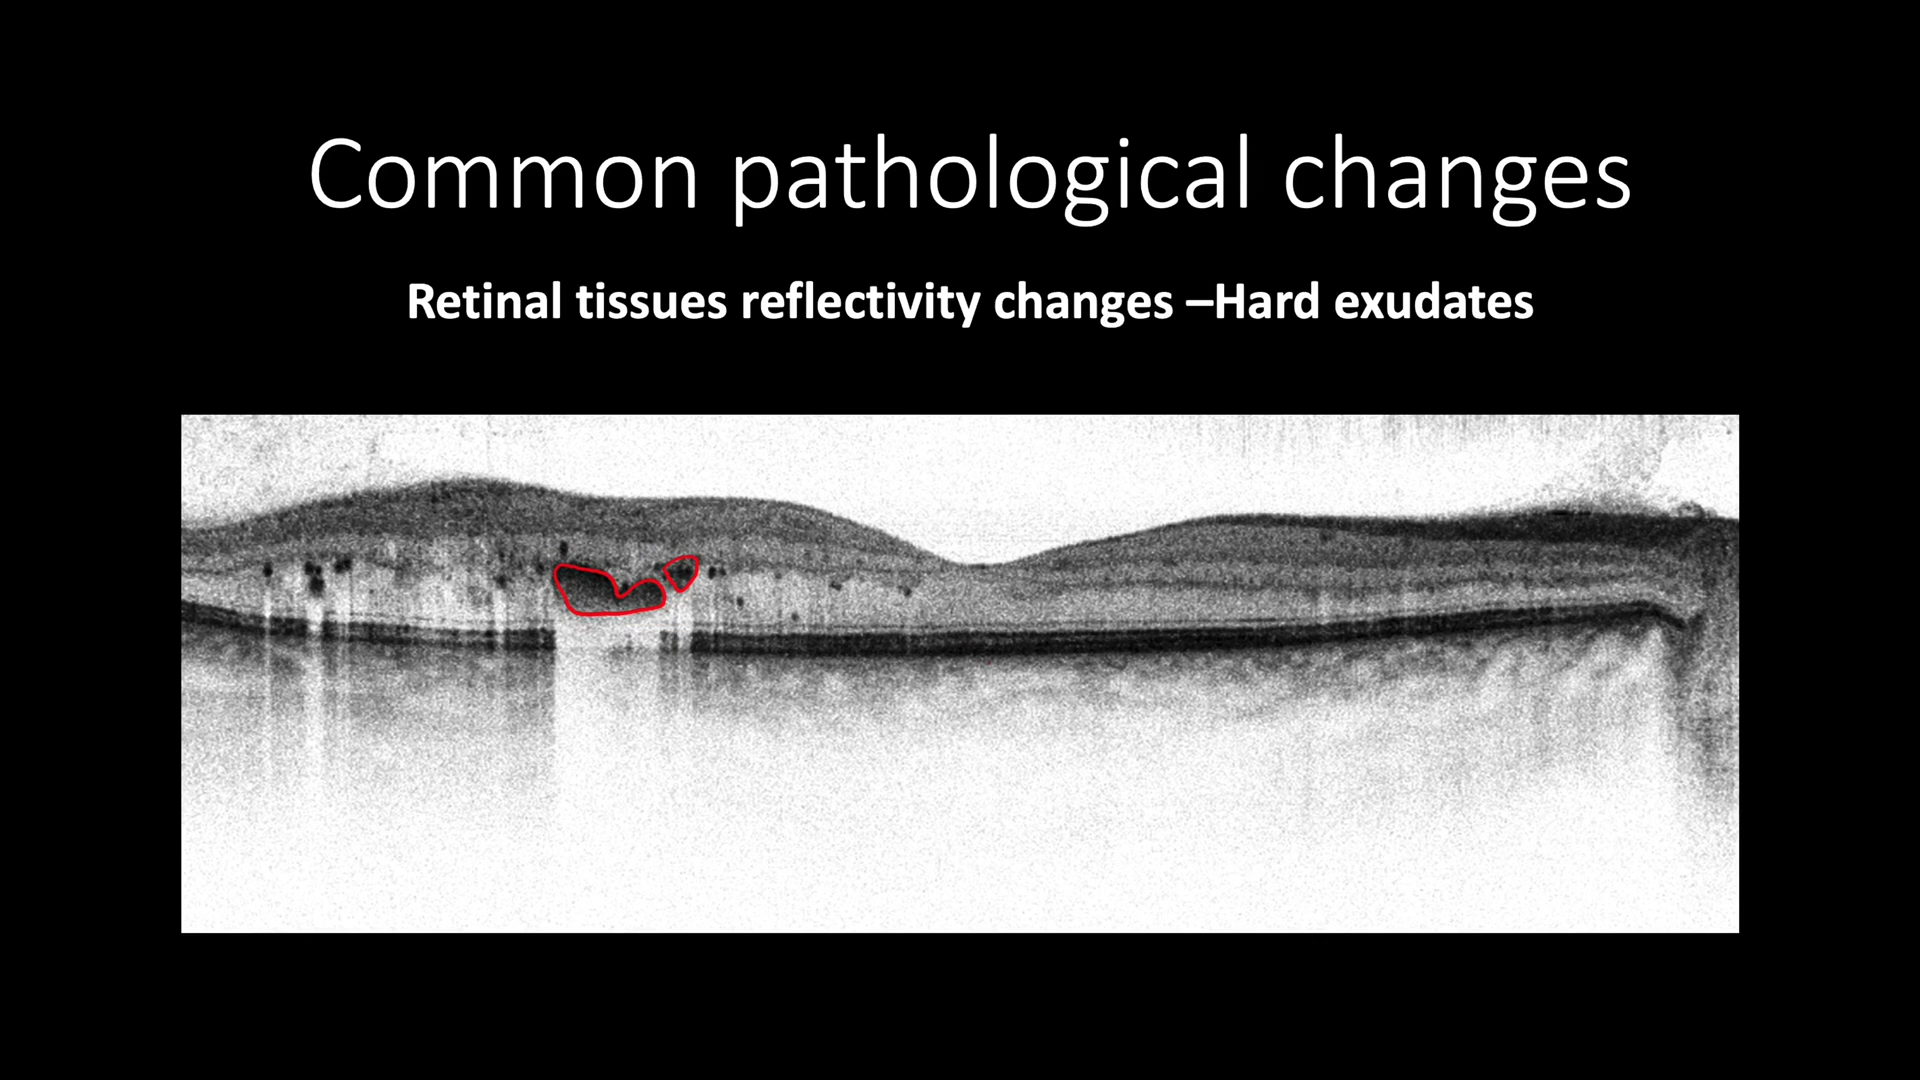 Common pathological changes
Retinal tissues reflectivity changes –Hard exudates